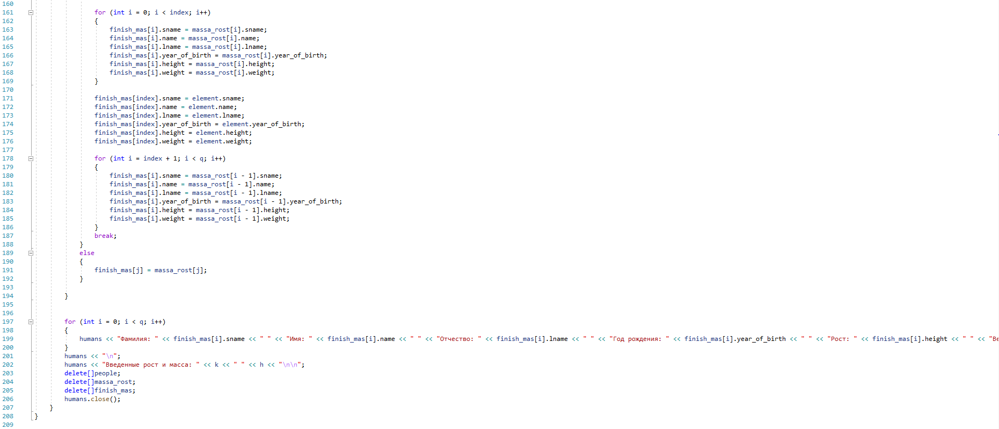 160
161 for (int i = 0; i < index; i++)
162 {
163 finish_mas[i].sname = massa_rost[i].sname;
164 finish_mas[i].name = massa_rost[i].name;
165 finish_mas[i].lname = massa_rost[i].lname;
166 finish_mas[i].year_of_birth = massa_rost[i].year_of_birth;
167 finish_mas[i].height = massa_rost[i].height;
168 finish_mas[i].weight = massa_rost[i].weight;
169 }
170
171 finish_mas[index].sname = element.sname;
172 finish_mas[index].name = element.name;
173 finish_mas[index].lname = element.lname;
174 finish_mas[index].year_of_birth = element.year_of_birth;
175 finish_mas[index].height = element.height;
176 finish_mas[index].weight = element.weight;
177
178 for (int i = index + 1; i < q; i++)
179 {
180 finish_mas[i].sname = massa_rost[i - 1].sname;
181 finish_mas[i].name = massa_rost[i - 1].name;
182 finish_mas[i].lname = massa_rost[i - 1].lname;
183 finish_mas[i].year_of_birth = massa_rost[i - 1].year_of_birth;
184 finish_mas[i].height = massa_rost[i - 1].height;
185 finish_mas[i].weight = massa_rost[i - 1].weight;
186 }
187 break;
188 }
189 else
190 {
191 finish_mas[j] = massa_rost[j];
192 }
193
194 }
195
196
197 for (int i = 0; i < q; i++)
198 {
199 humans << "Фамилия: " << finish_mas[i].sname << " " << "Имя: " << finish_mas[i].name << " " << "Отчество: " << finish_mas[i].lname << " " << "Год рождения: " << finish_mas[i].year_of_birth << " " << "Рост: " << finish_mas[i].height << " " << "Ве
200 }
201 humans << "\n";
202 humans << "Введенные рост и масса: " << k << " " << h << "\n\n";
203 delete[]people;
204 delete[]massa_rost;
205 delete[]finish_mas;
206 humans.close();
207 }
208 }
209